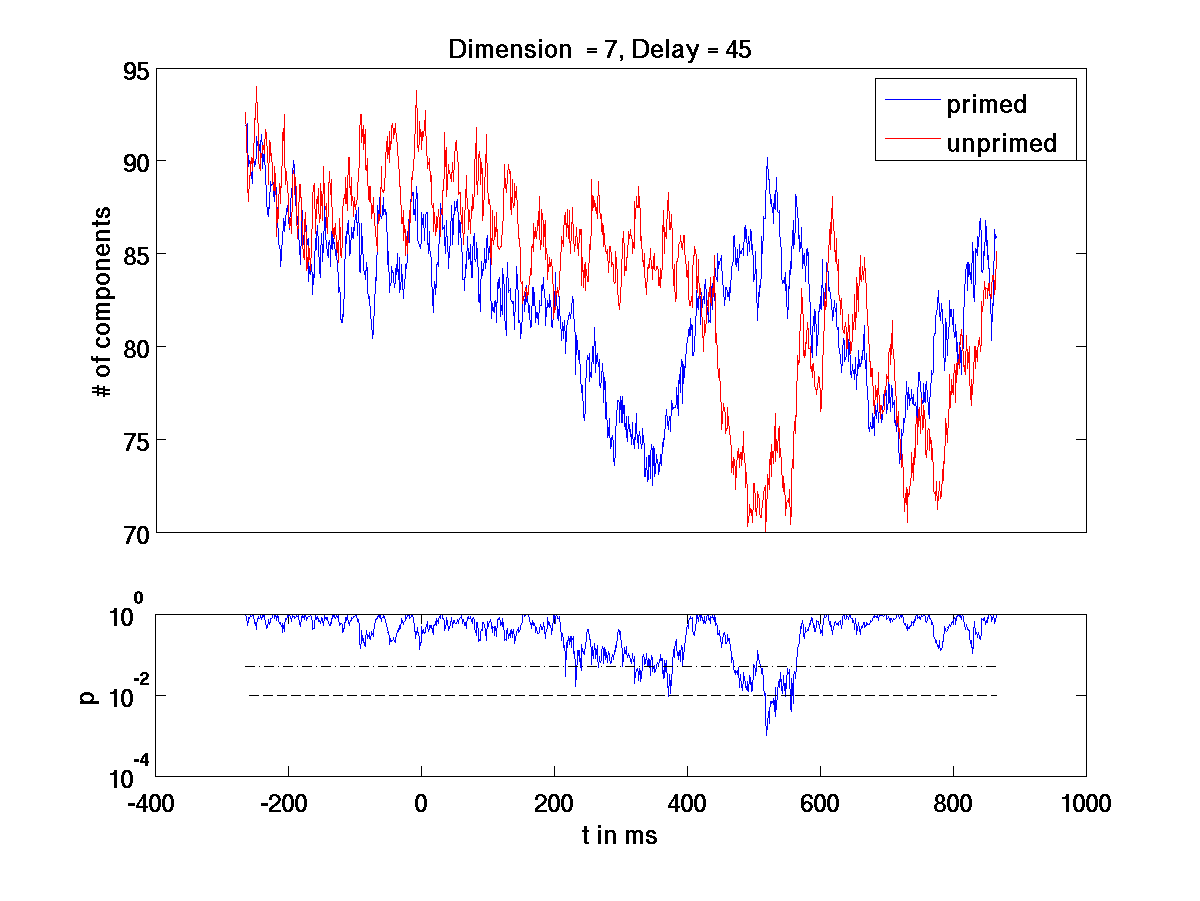 Dimension = 7, Delay = 45
95
90
85
80
75
70
# of components
primed
unprimed
10^0
10^-2
10^-4
p
-400 -200 0 200 400 600 800 1000
t in ms